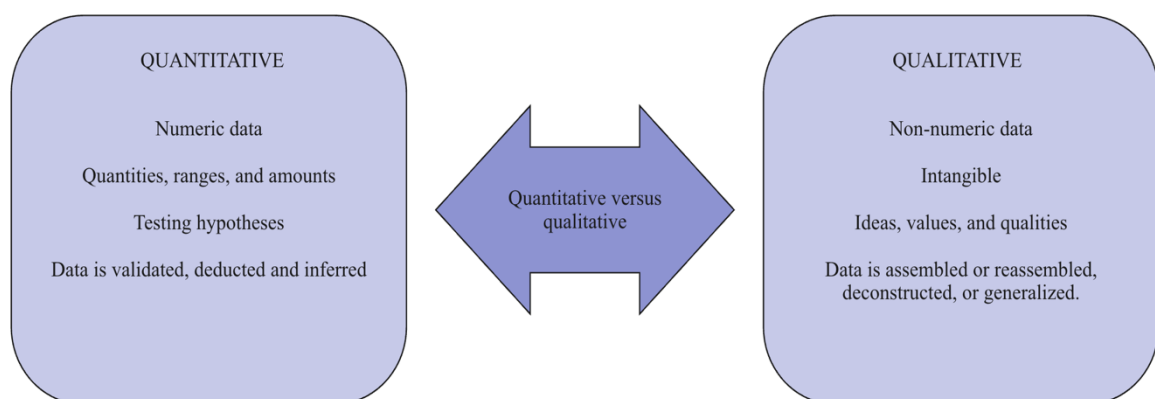 QUANTITATIVE
Numeric data
Quantities, ranges, and amounts
Testing hypotheses
Data is validated, deducted and inferred
Quantitative versus
qualitative
QUALITATIVE
Non-numeric data
Intangible
Ideas, values, and qualities
Data is assembled or reassembled,
deconstructed, or generalized.